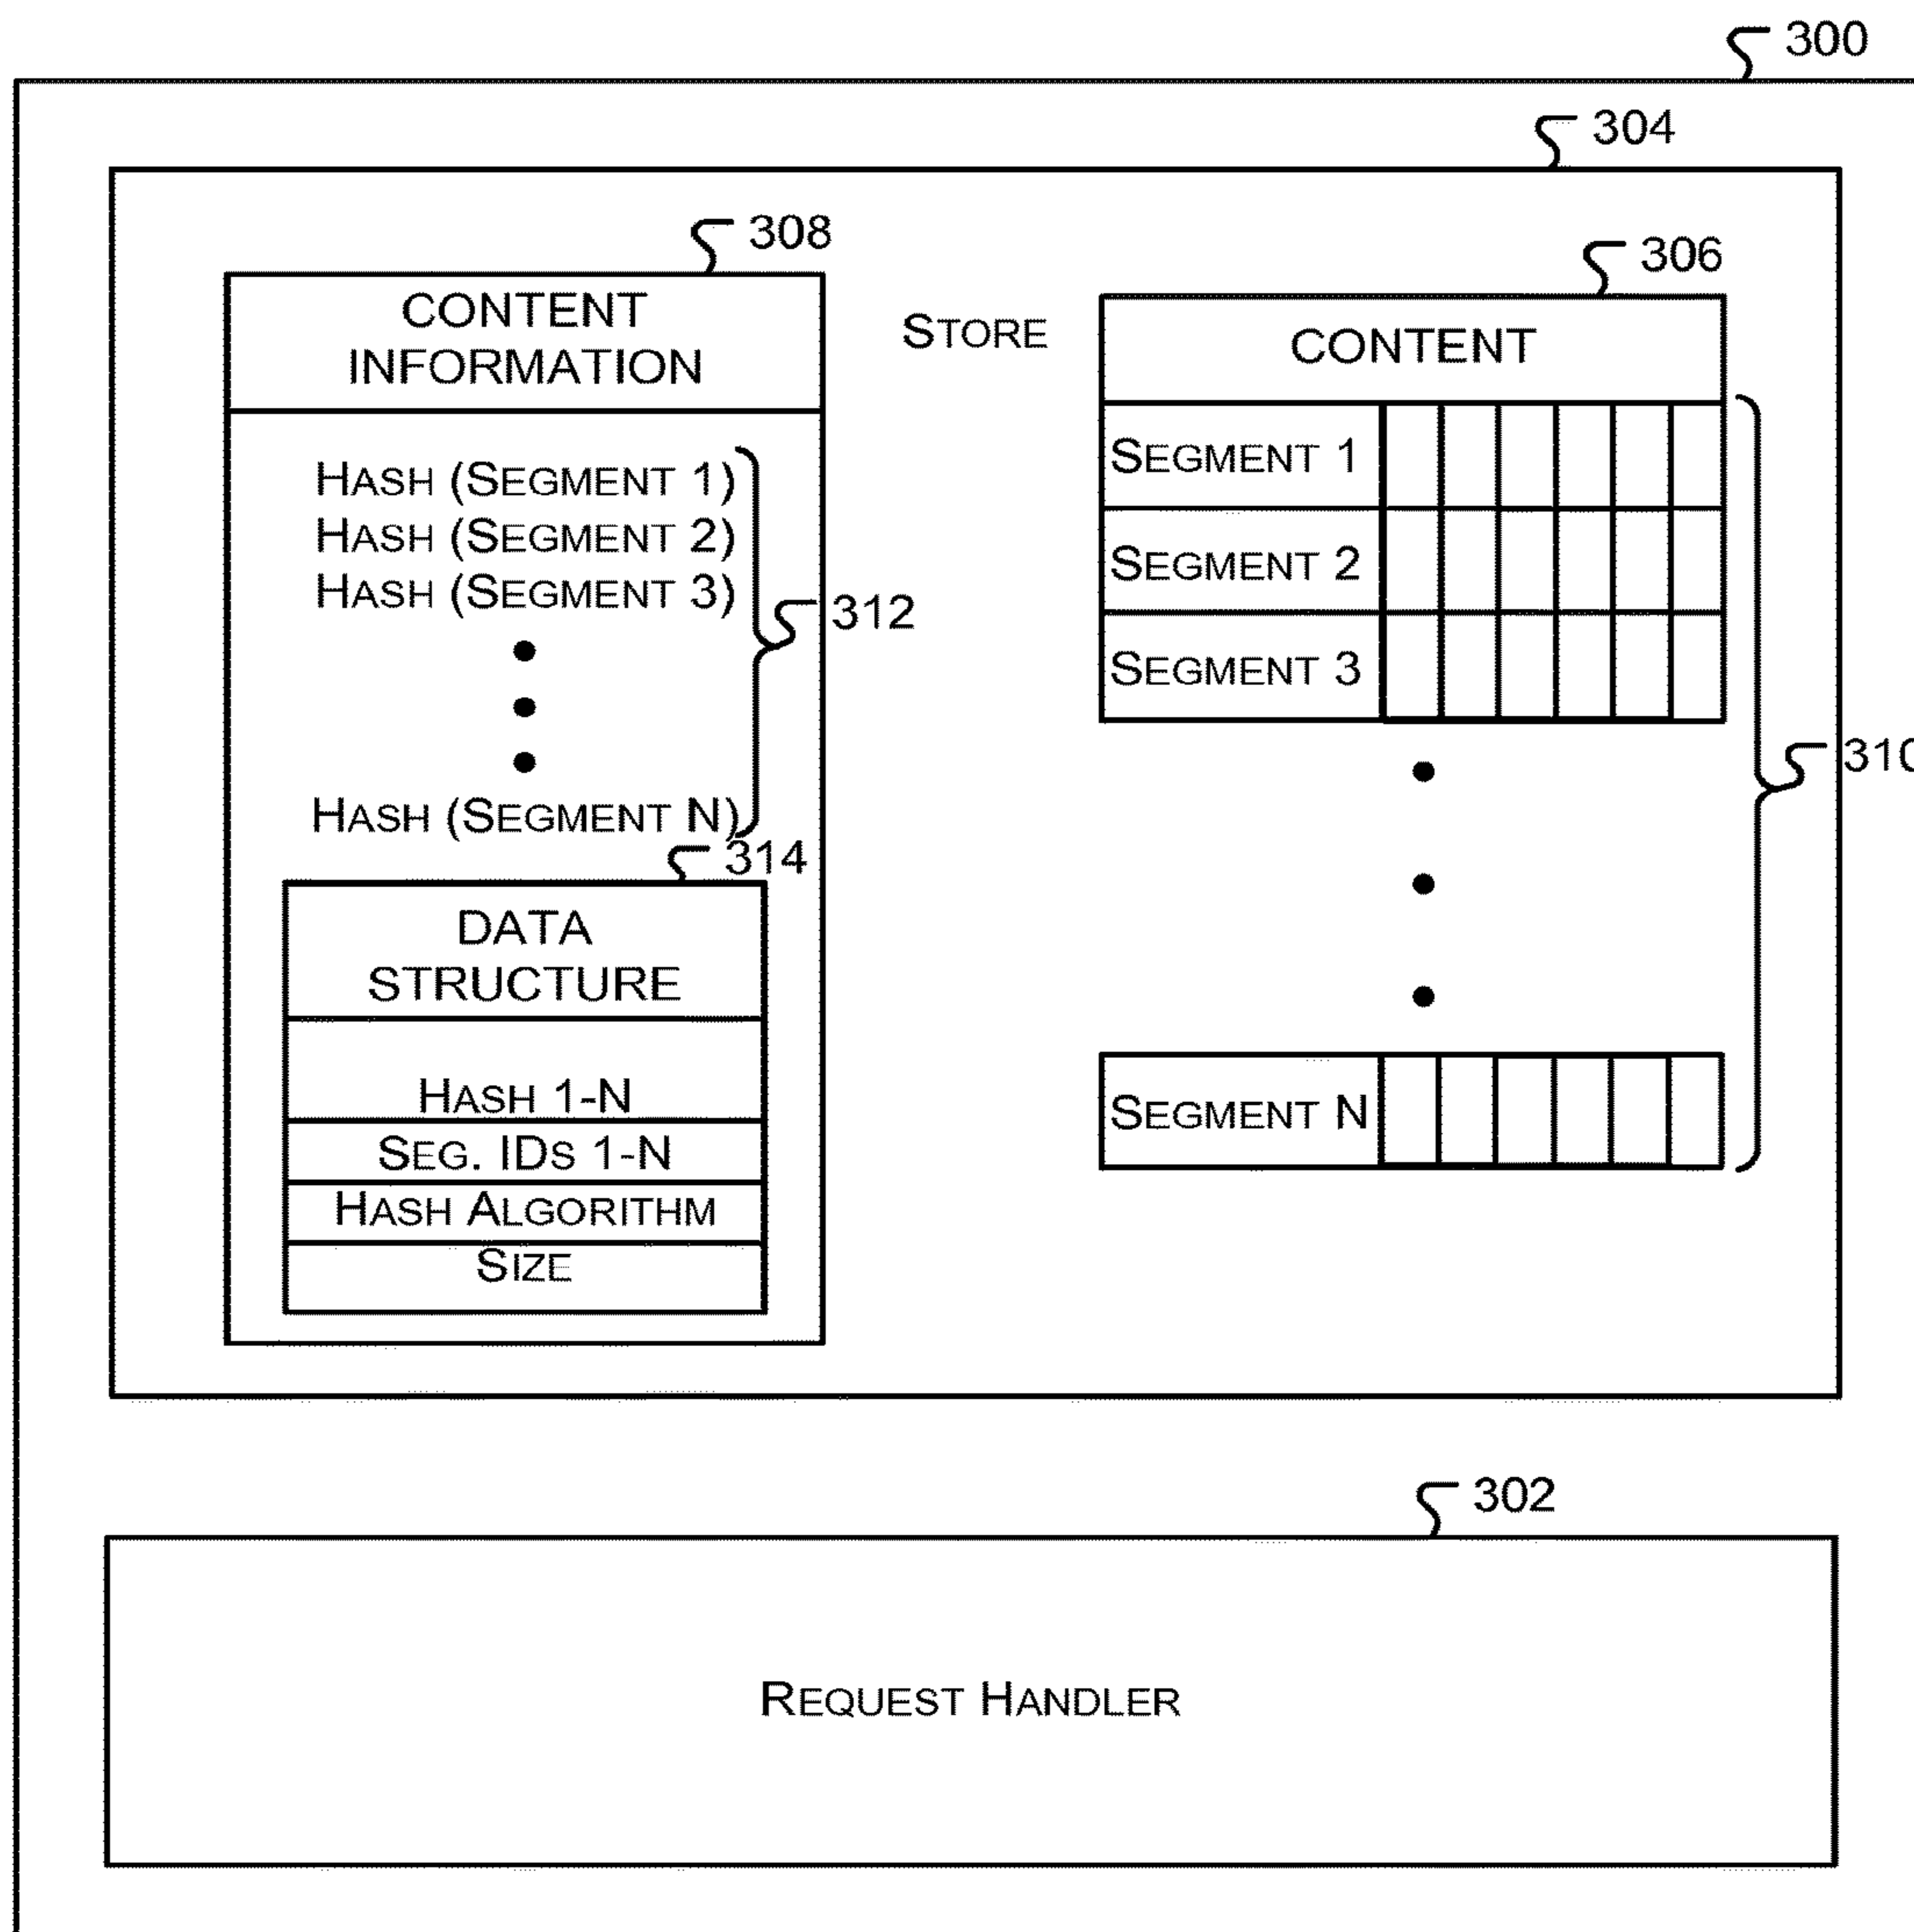 300
304
308
CONTENT
INFORMATION
HASH (SEGMENT 1)
HASH (SEGMENT 2)
HASH (SEGMENT 3)
312
HASH (SEGMENT N)
314
DATA
STRUCTURE
HASH 1-N
SEG. IDS 1-N
HASH ALGORITHM
SIZE
STORE
306
CONTENT
SEGMENT 1
SEGMENT 2
SEGMENT 3
310
SEGMENT N
302
REQUEST HANDLER